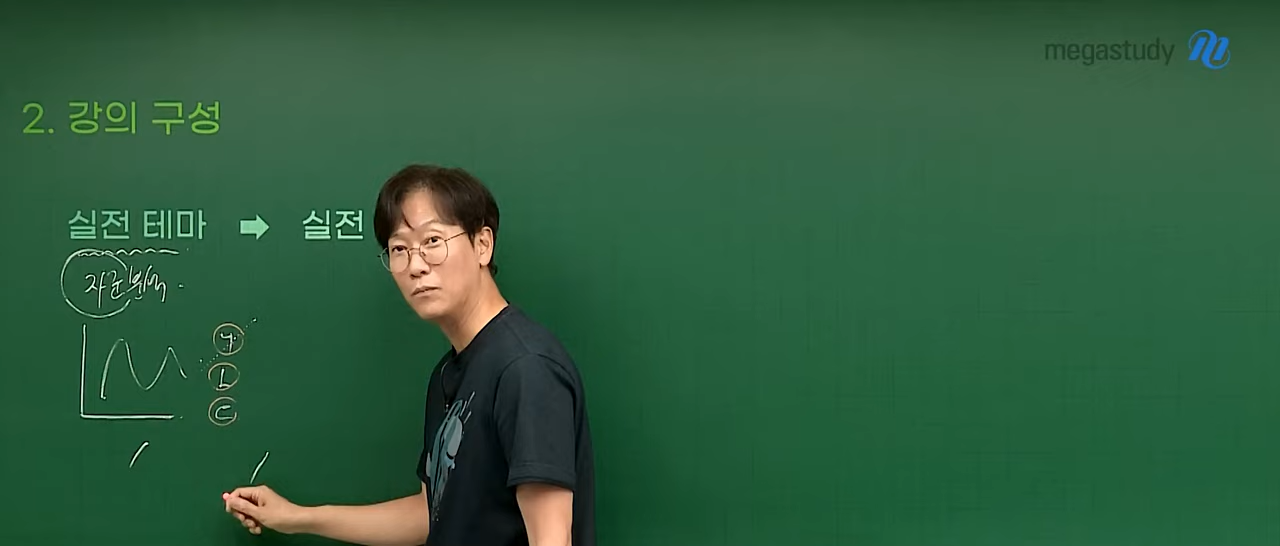 megastudy
2. 강의 구성
실전 테마 ➡ 실전
자료분석
ㄱ
ㄴ
ㄷ